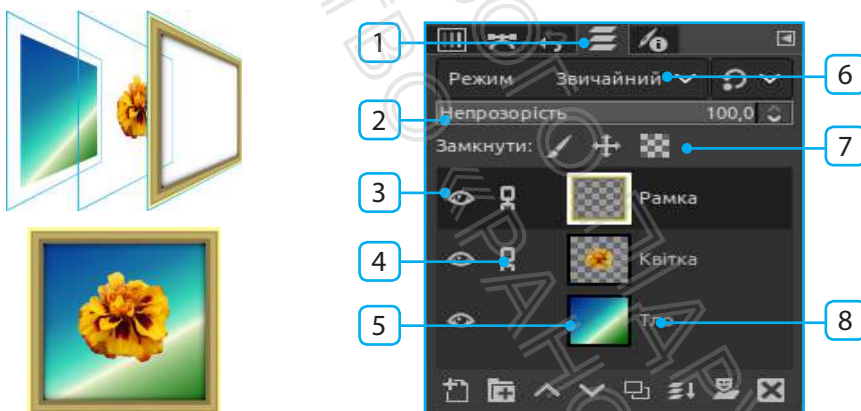 1
Режим Звичайний
6
2
Непрозорість 100,0
Замкнути:
7
3
Рамка
4
Квітка
5
Тло
8